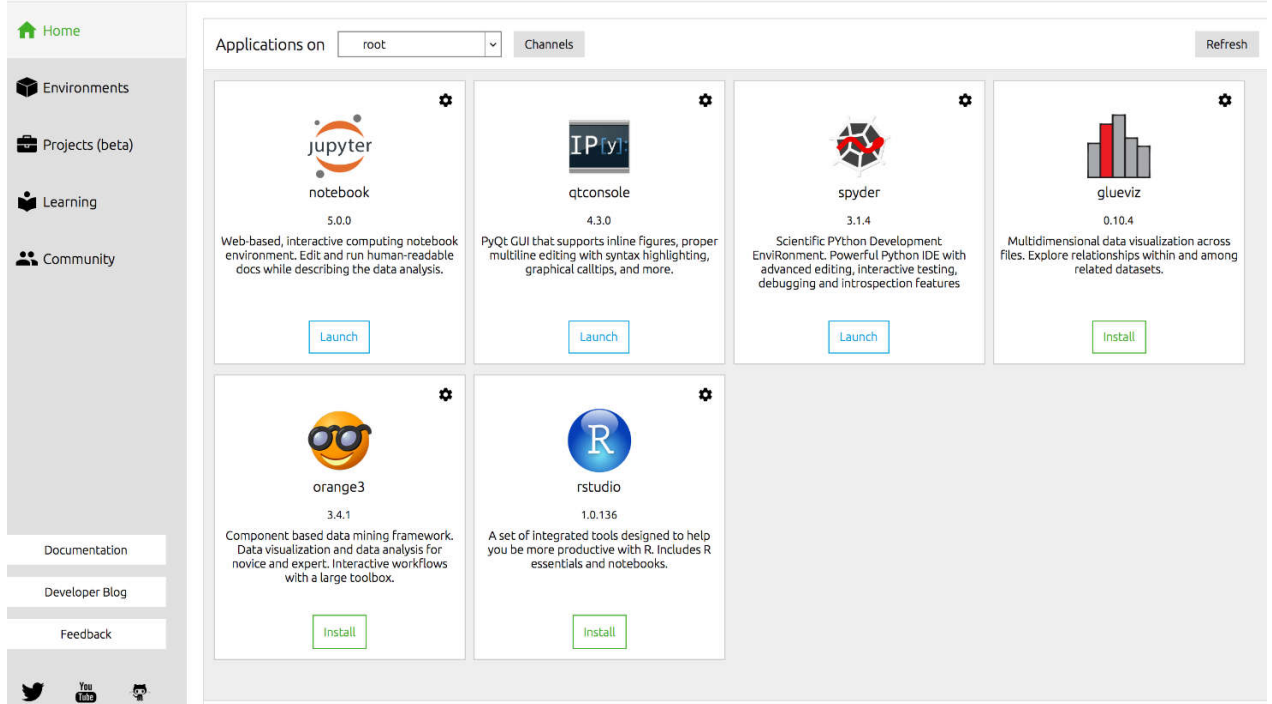 Home
Environments
Projects (beta)
Learning
Community
Documentation
Developer Blog
Feedback
You
Tube
Applications on
root
Channels
Refresh
jupyter
notebook
5.0.0
Web-based, interactive computing notebook
environment. Edit and run human-readable
docs while describing the data analysis.
Launch
IP[y]:
qtconsole
4.3.0
PyQt GUI that supports inline figures, proper
multiline editing with syntax highlighting,
graphical calltips, and more.
Launch
spyder
3.1.4
Scientific PYthon Development
EnviRonment. Powerful Python IDE with
advanced editing, interactive testing,
debugging and introspection features
Launch
glueviz
0.10.4
Multidimensional data visualization across
files. Explore relationships within and among
related datasets.
Install
orange3
3.4.1
Component based data mining framework.
Data visualization and data analysis for
novice and expert. Interactive workflows
with a large toolbox.
Install
R
rstudio
1.0.136
A set of integrated tools designed to help
you be more productive with R. Includes R
essentials and notebooks.
Install